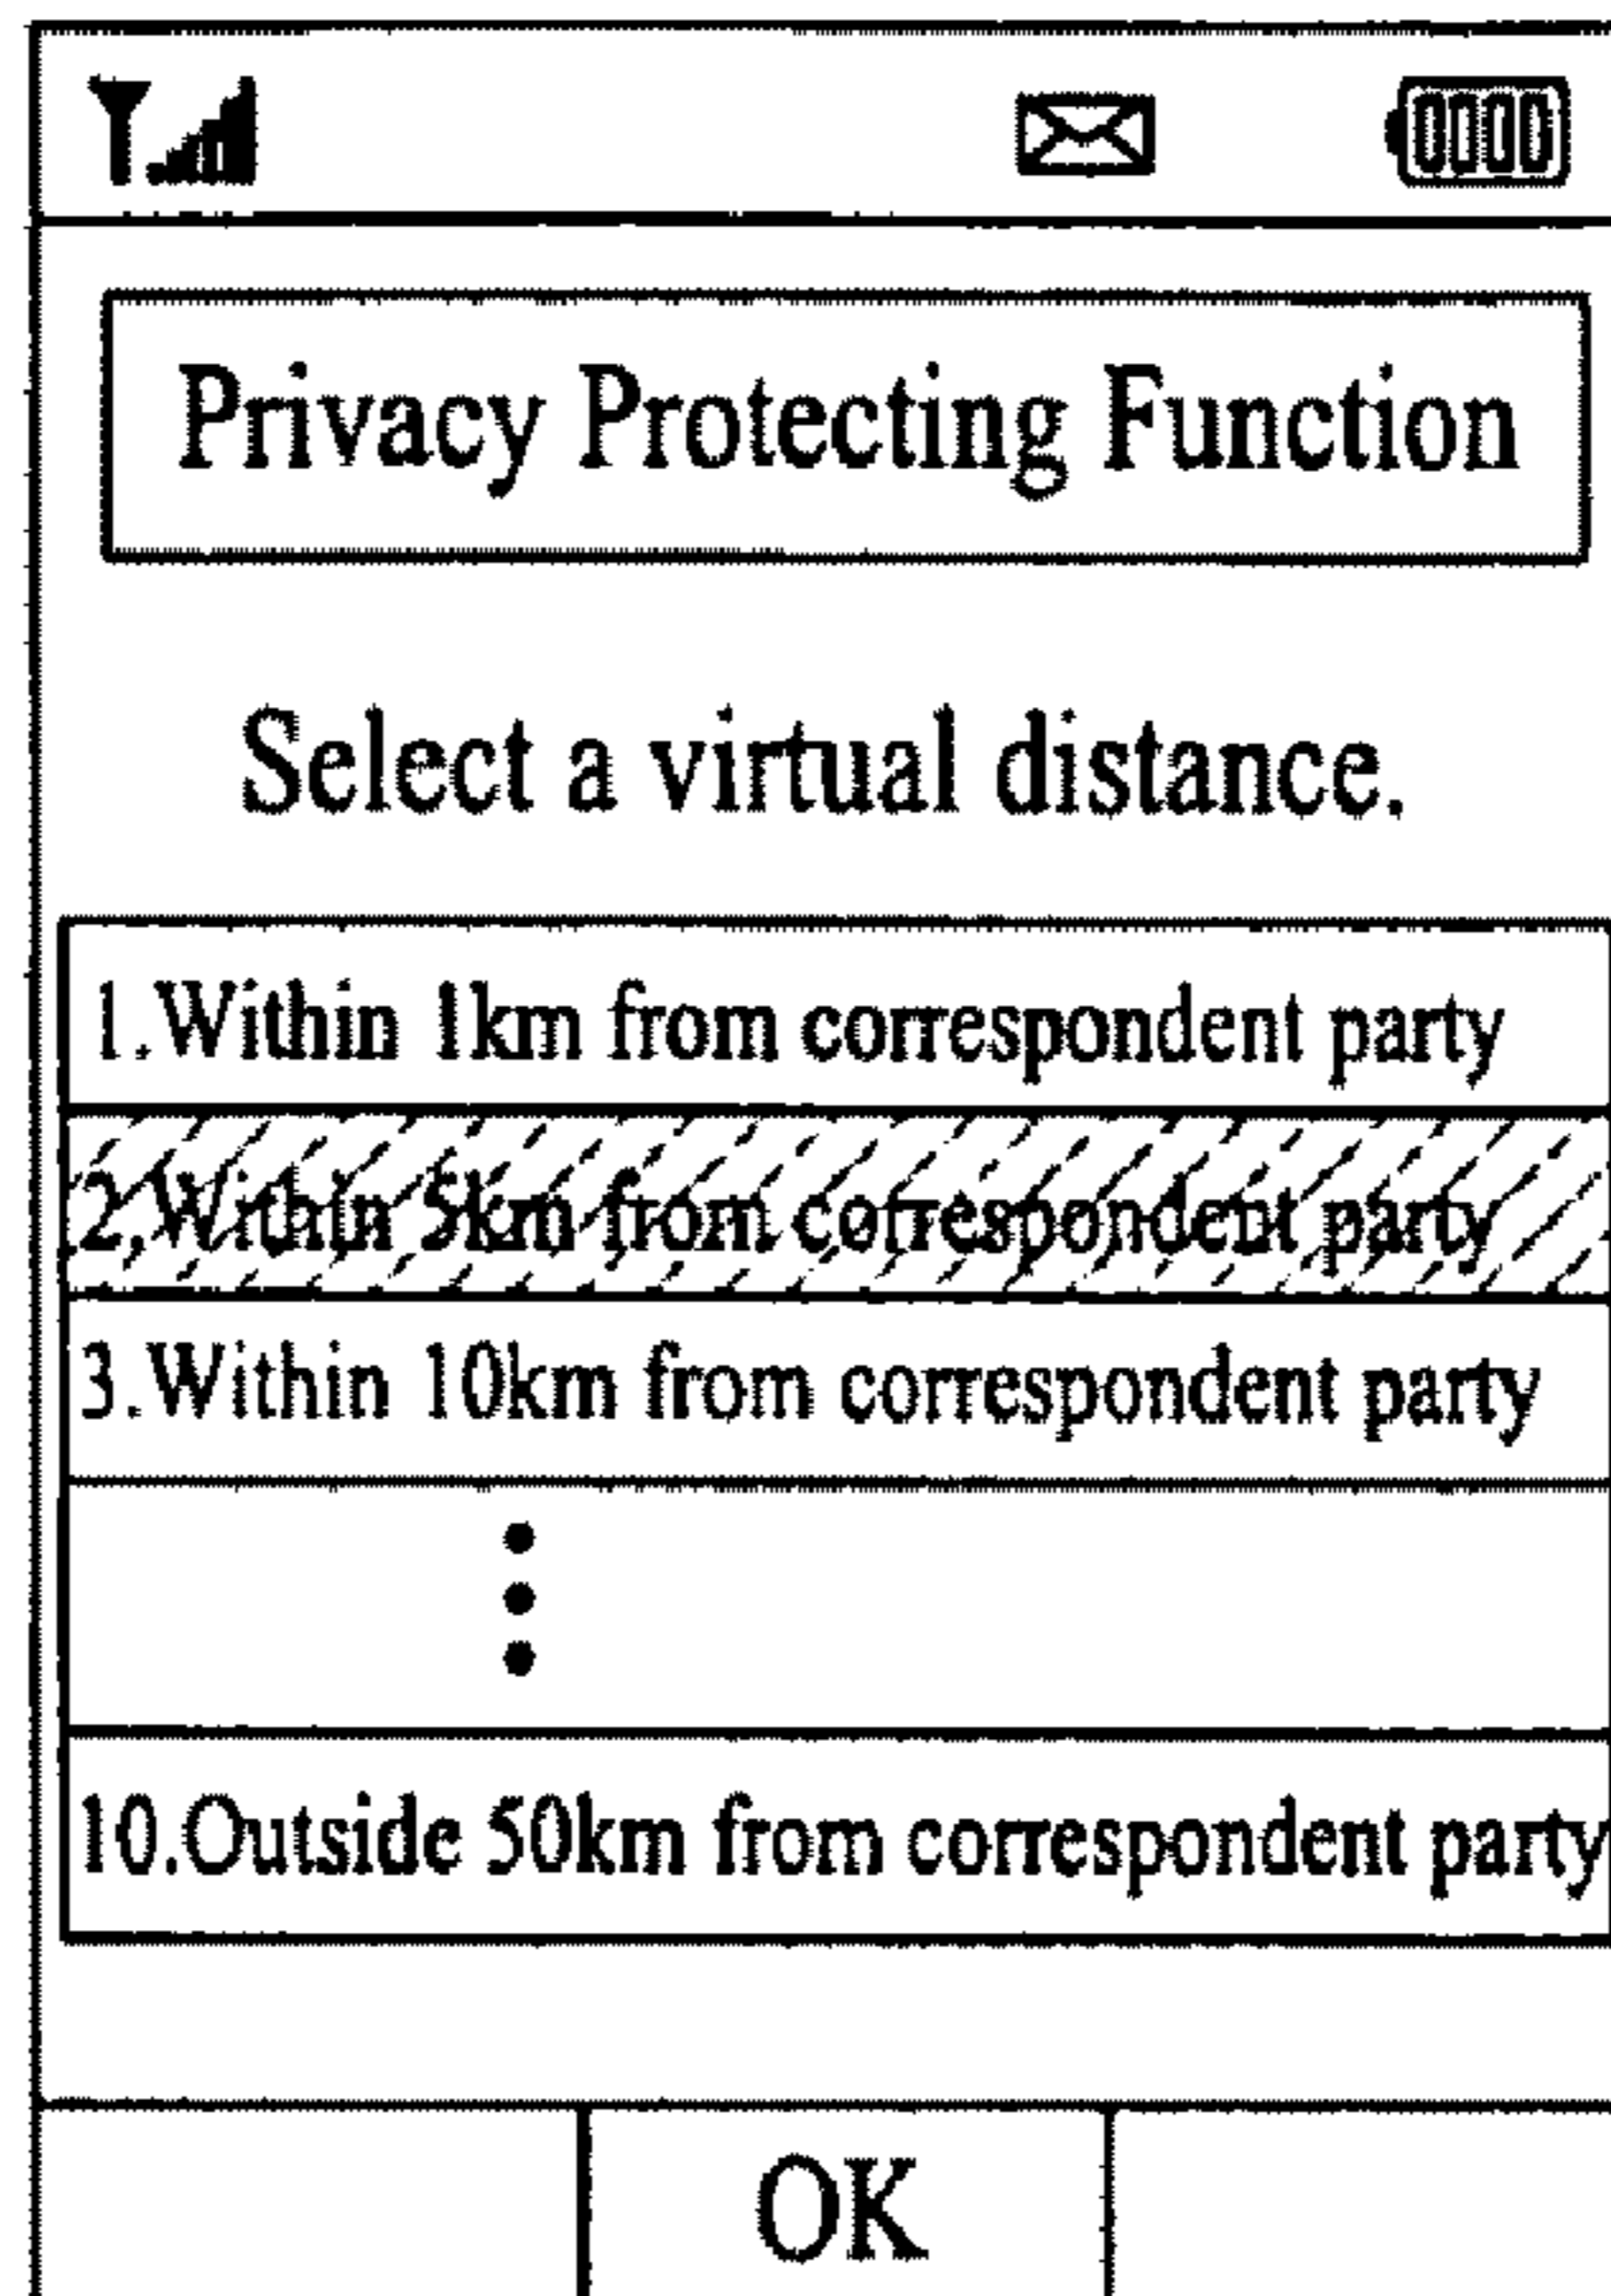 Privacy Protecting Function
Select a virtual distance.
1.Within 1km from correspondent party
2.Within 5km from correspondent party
3.Within 10km from correspondent party
10.Outside 50km from correspondent party
OK